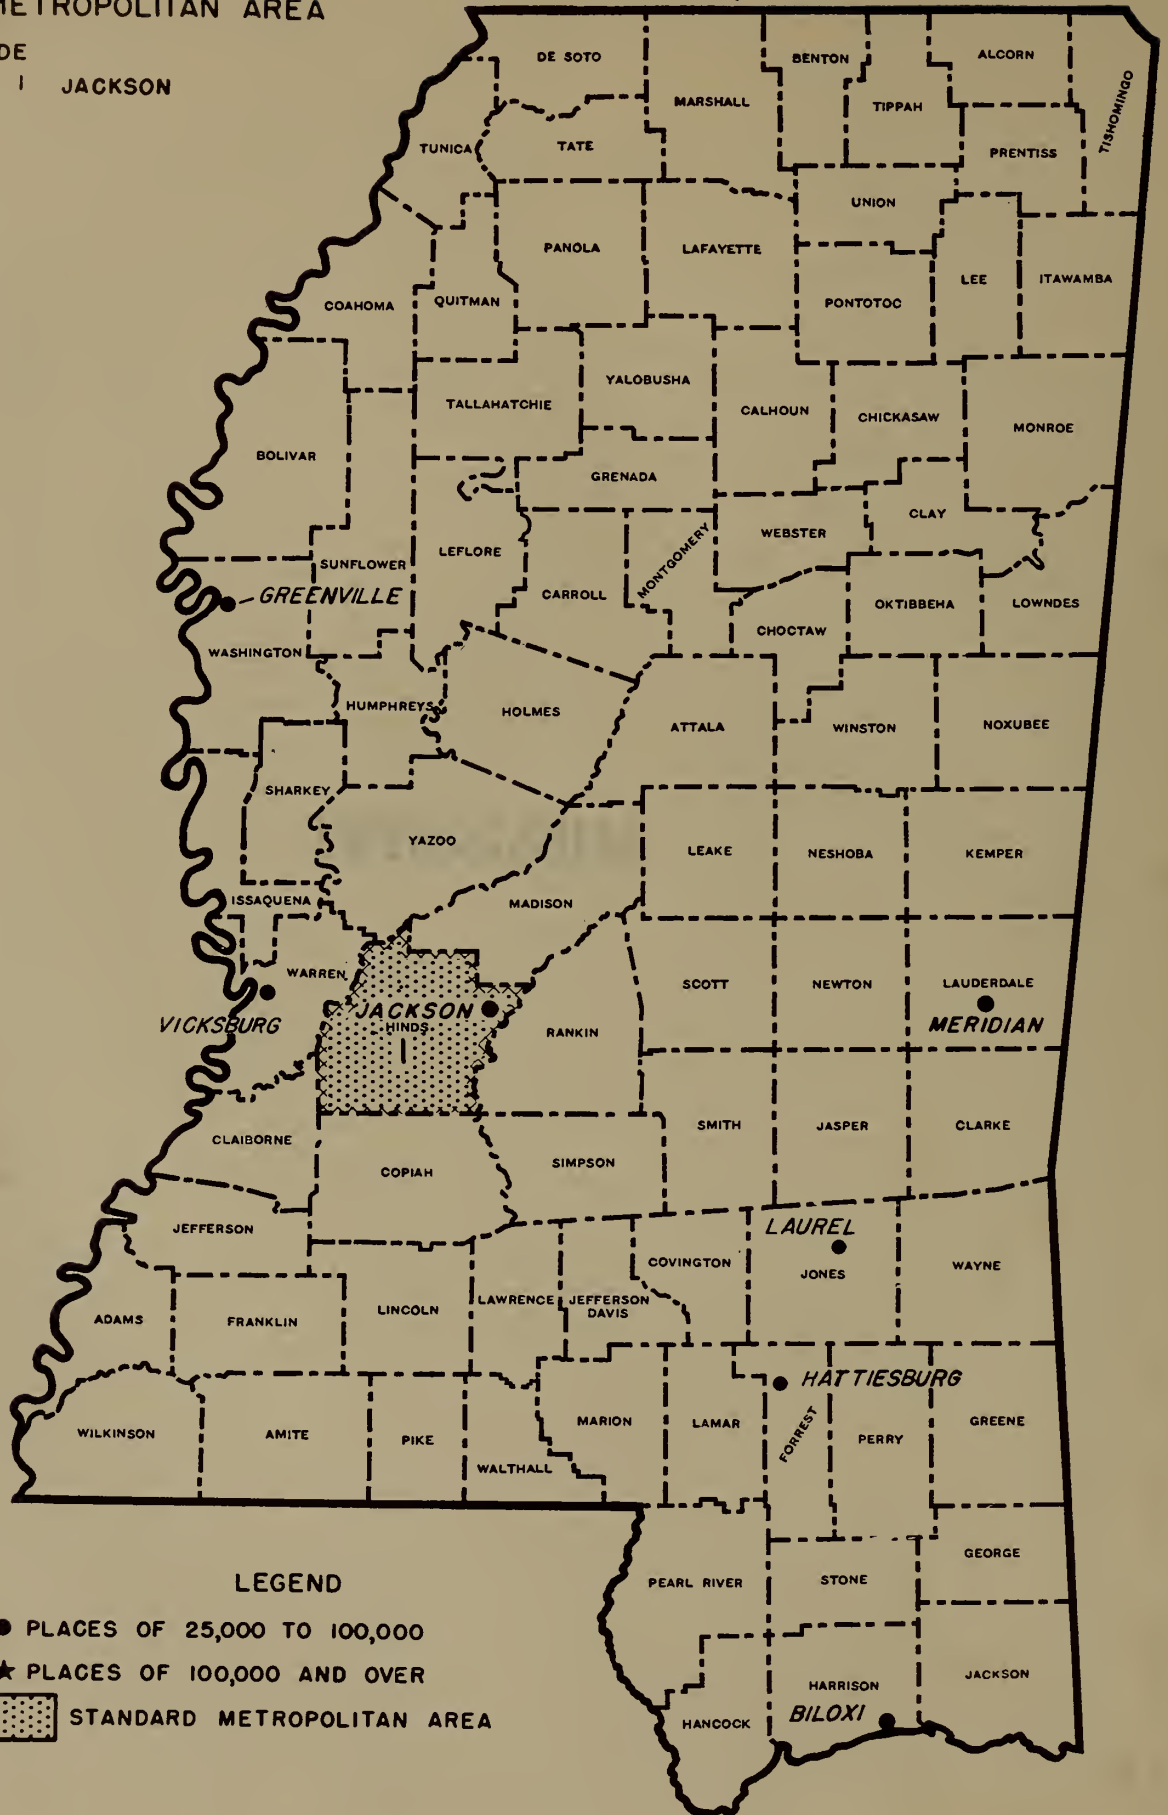 METROPOLITAN AREA
DE
1 JACKSON
DE SOTO
BENTON
ALCORN
MARSHALL
TIPPAH
TISHOMINGO
TUNICA
TATE
PRENTISS
UNION
PANOLA
LAFAYETTE
COAHOMA
QUITMAN
PONTOTOC
LEE
ITAWAMBA
YALOBUSHA
TALLAHATCHIE
CALHOUN
CHICKASAW
MONROE
BOLIVAR
GRENADA
CLAY
WEBSTER
SUNFLOWER
LEFLORE
MONTGOMERY
GREENVILLE
CARROLL
OKTIBBEHA
LOWNDES
CHOCTAW
WASHINGTON
HUMPHREYS
HOLMES
ATTALA
WINSTON
NOXUBEE
SHARKEY
YAZOO
LEAKE
NESHOBA
KEMPER
ISSAQUENA
MADISON
WARREN
SCOTT
NEWTON
LAUDERDALE
VICKSBURG
JACKSON
HINDS
1
RANKIN
MERIDIAN
CLAIBORNE
COPIAH
SIMPSON
SMITH
JASPER
CLARKE
JEFFERSON
LAUREL
COVINGTON
JONES
WAYNE
ADAMS
FRANKLIN
LINCOLN
LAWRENCE
JEFFERSON
DAVIS
HATTIESBURG
WILKINSON
AMITE
PIKE
WALTHALL
MARION
LAMAR
FORREST
PERRY
GREENE
GEORGE
PEARL RIVER
STONE
JACKSON
HARRISON
HANCOCK
BILOXI
LEGEND
PLACES OF 25,000 TO 100,000
PLACES OF 100,000 AND OVER
STANDARD METROPOLITAN AREA